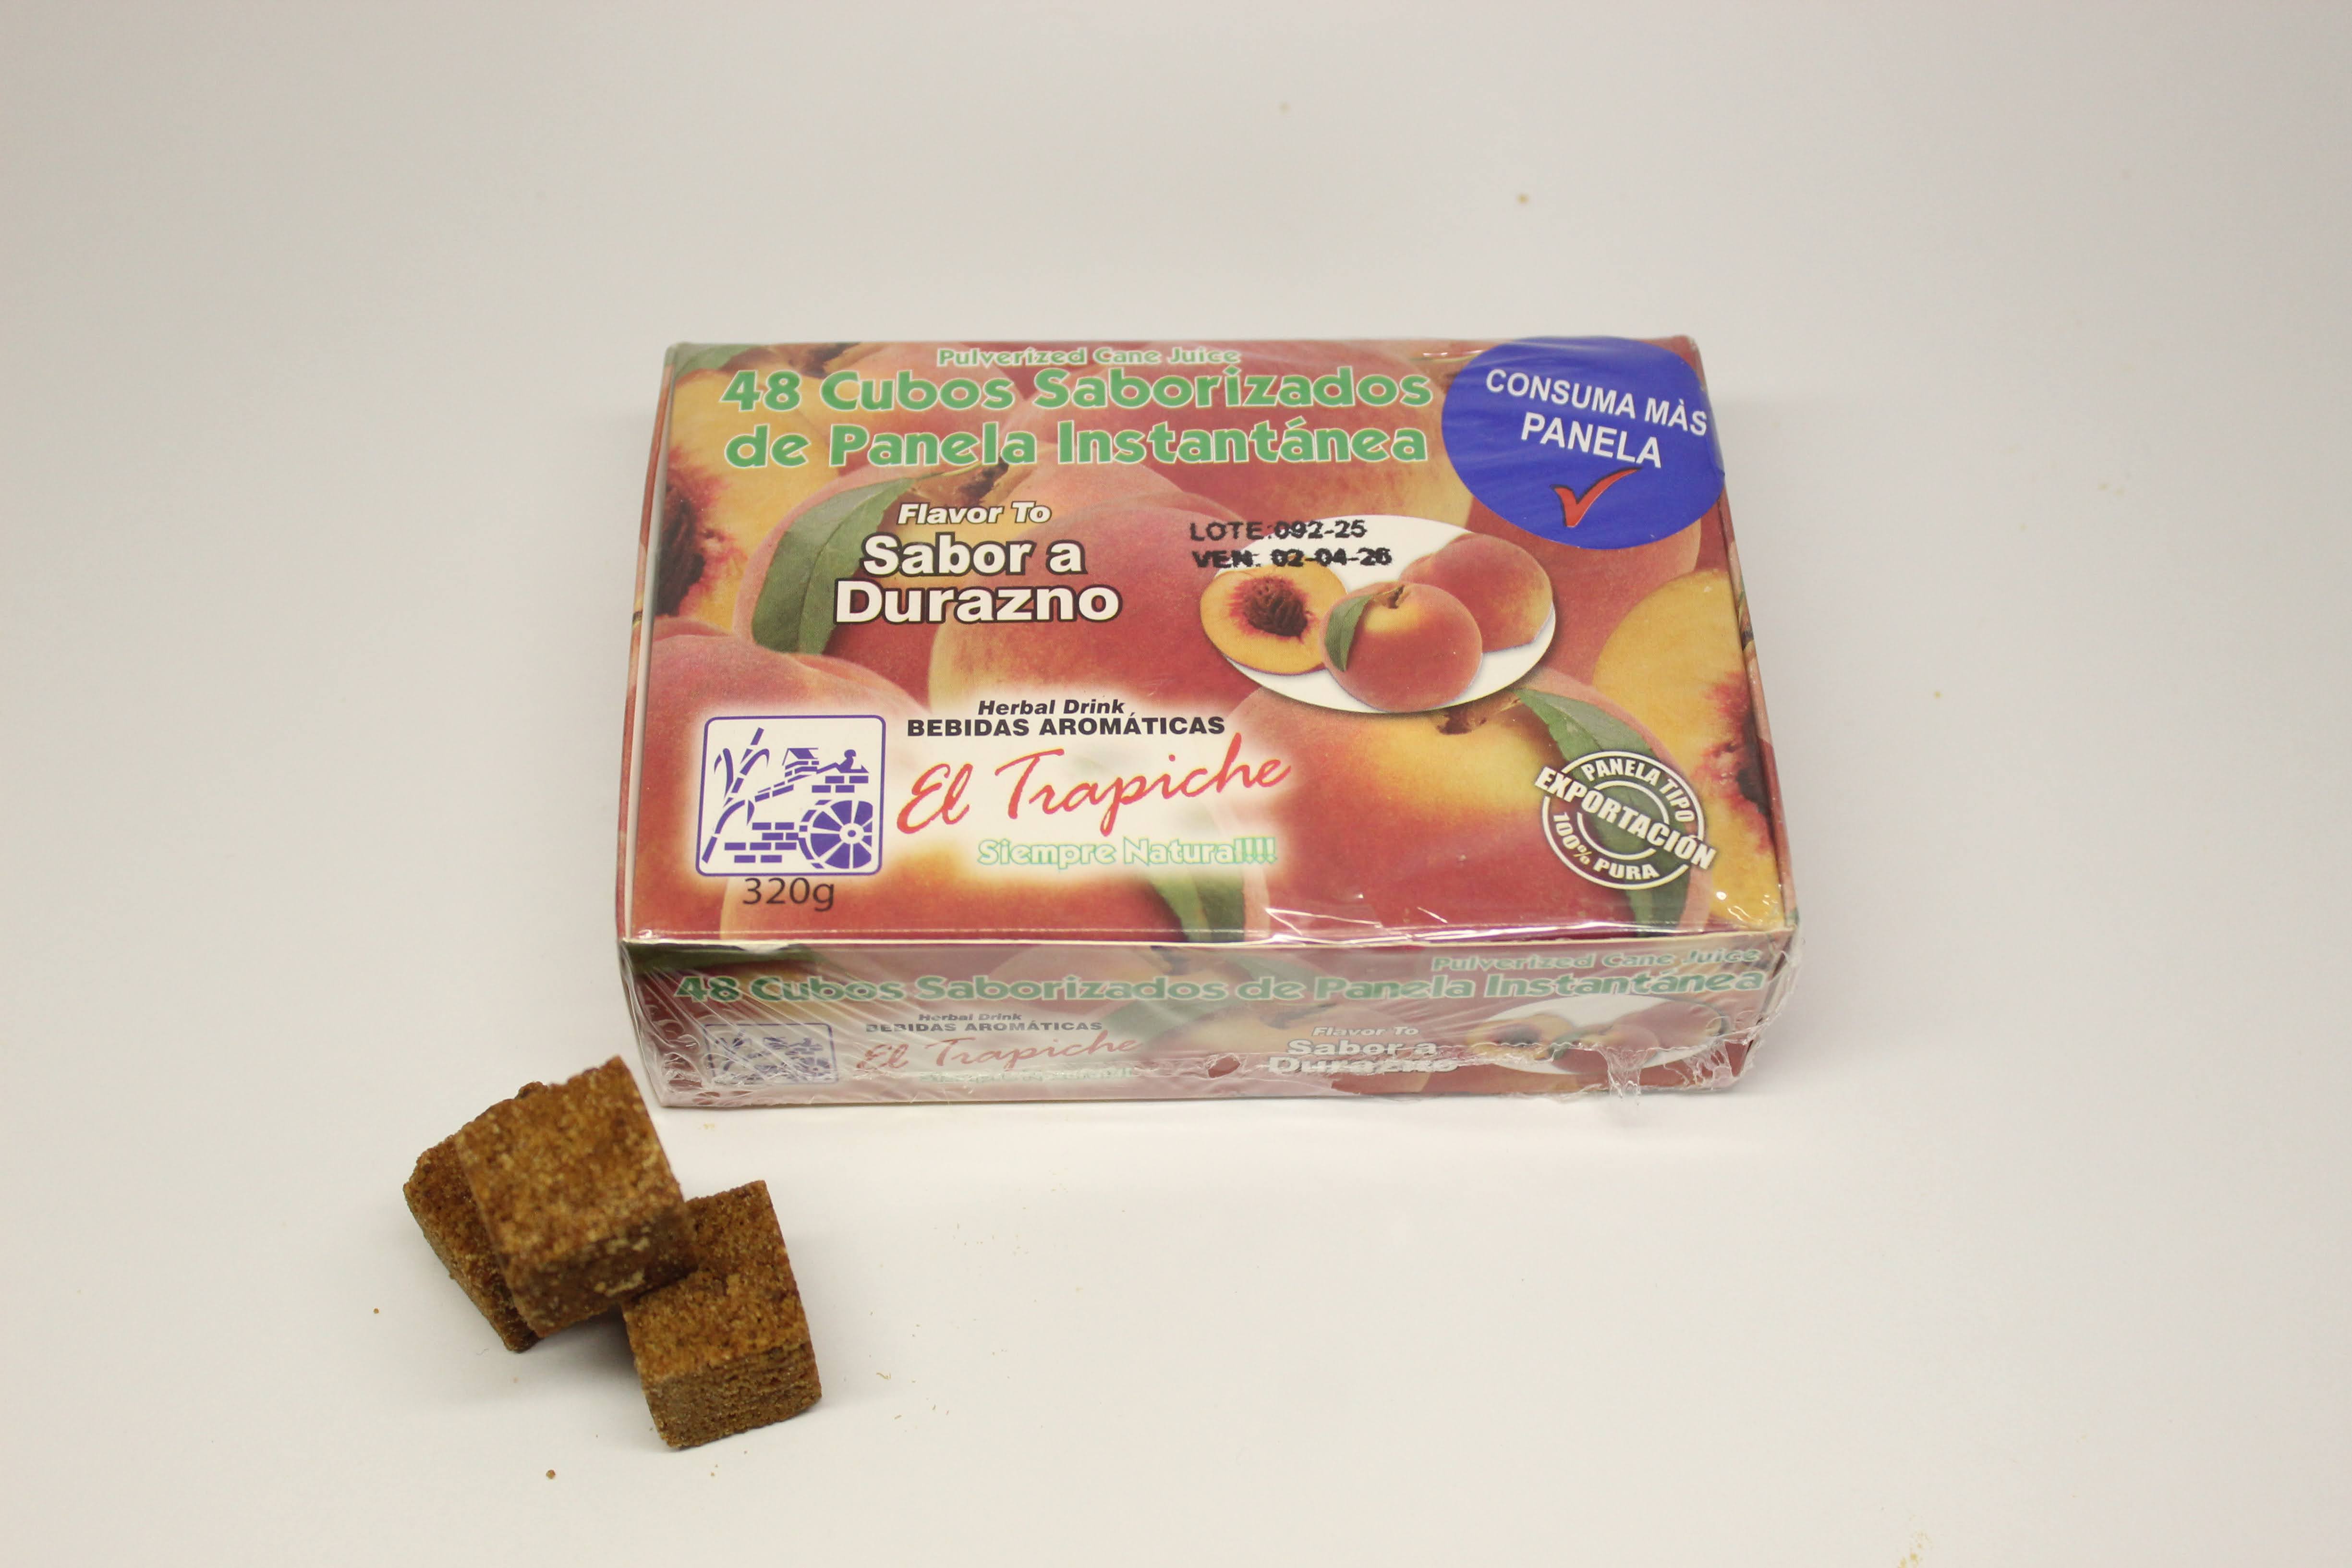 Pulverized Cane Juice
48 Cubos Saborizados
de Panela Instantánea
CONSUMA MÀS
PANELA
Flavor To
Sabor a
Durazno
LOTE:092-25
VEN: 02-04-26
Herbal Drink
BEBIDAS AROMÁTICAS
El Trapiche
Siempre Natural!!!!
320g
PANELA TIPO
EXPORTACIÓN
100% PURA
Pulverized Cane Juice
48 Cubos Saborizados de Panela Instantánea
Herbal Drink
BEBIDAS AROMÁTICAS
El Trapiche
Flavor To
Sabor a
Durazno